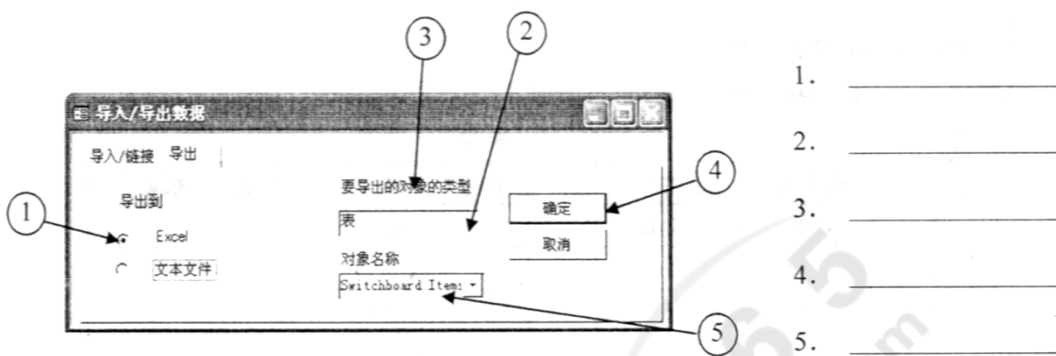 3
2
导入/导出数据
导入/链接 导出
要导出的对象的类型
4
导出到
表
确定
1
Excel
取消
文本文件
对象名称
Switchboard Item:
5
1.
2.
3.
4.
5.
6 5
m